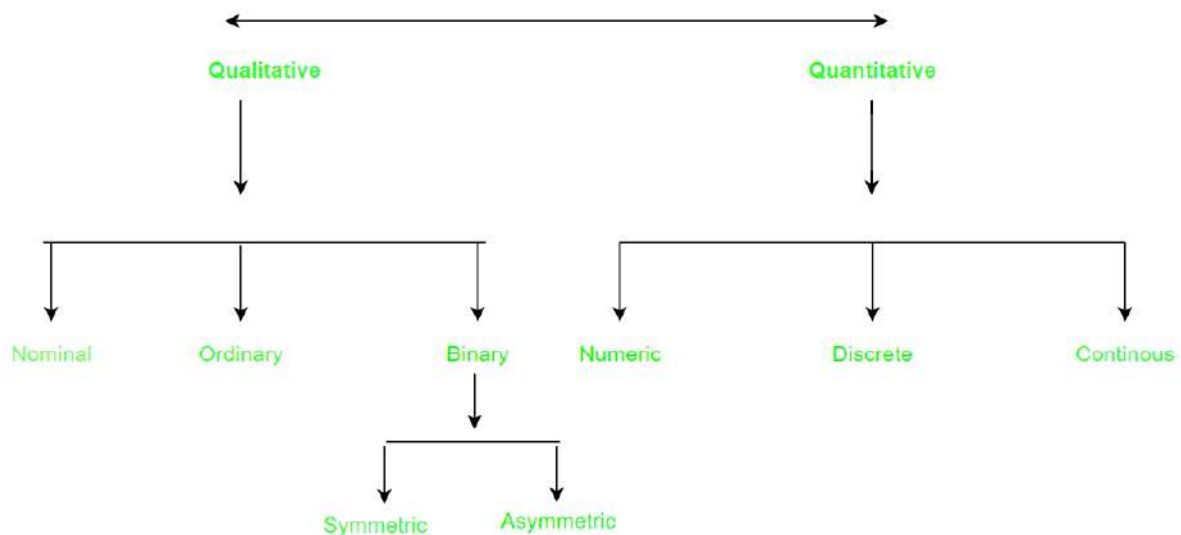 Qualitative Quantitative
Nominal Ordinary Binary Numeric Discrete Continous
Symmetric Asymmetric